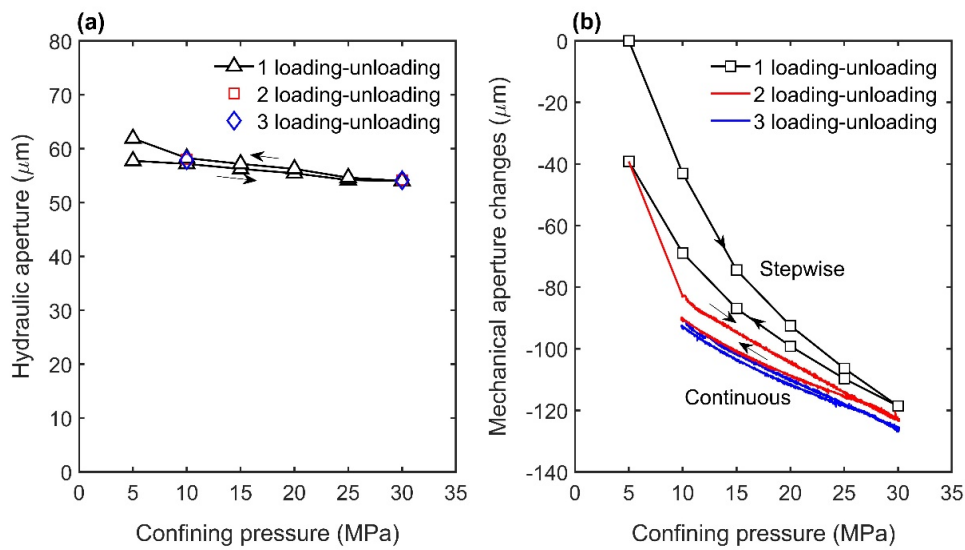 (a)
80
70
60
50
40
30
20
10
0
Hydraulic aperture (μm)
1 loading-unloading
2 loading-unloading
3 loading-unloading
0 5 10 15 20 25 30 35
Confining pressure (MPa)
(b)
0
-20
-40
-60
-80
-100
-120
-140
Mechanical aperture changes (μm)
1 loading-unloading
2 loading-unloading
3 loading-unloading
Stepwise
Continuous
0 5 10 15 20 25 30 35
Confining pressure (MPa)